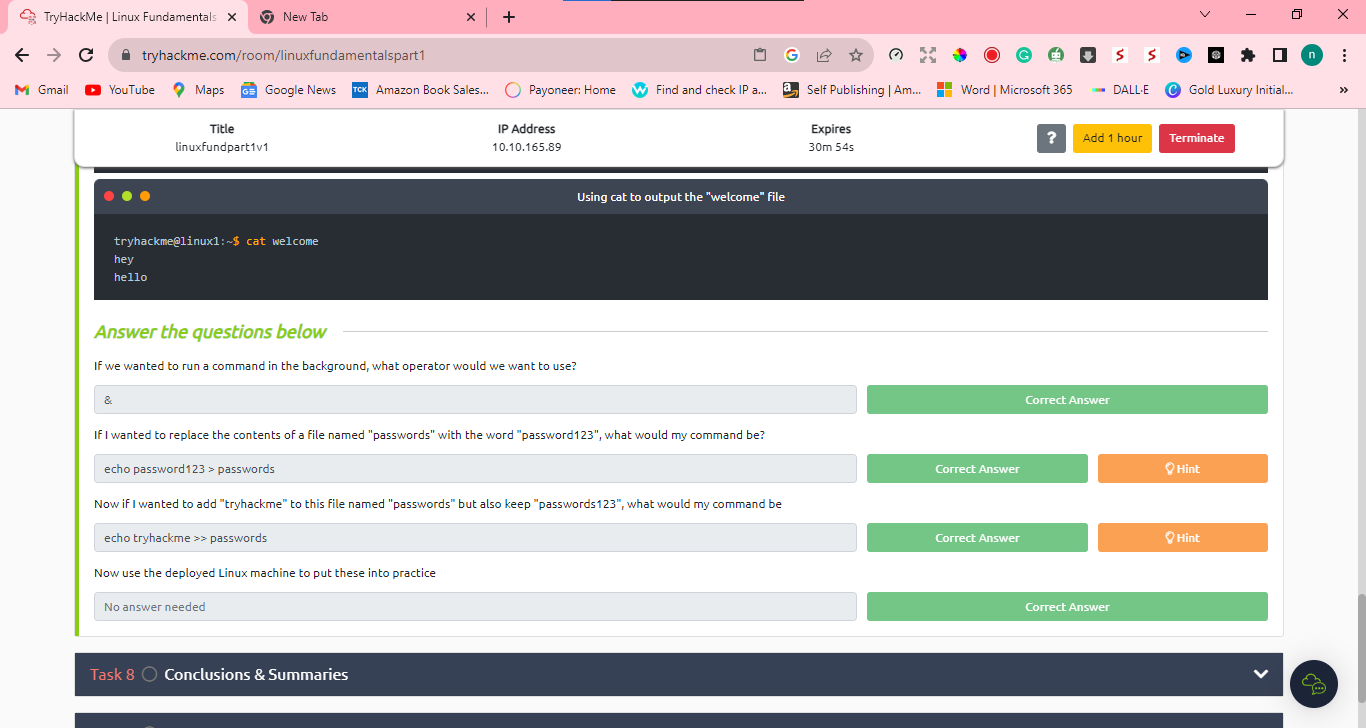 TryHackMe | Linux Fundamentals
New Tab
tryhackme.com/room/linuxfundamentalspart1
n
Gmail
YouTube
Maps
Google News
TCK Amazon Book Sales...
Payoneer: Home
Find and check IP a...
Self Publishing | Am...
Word | Microsoft 365
DALL·E
Gold Luxury Initial...
»
Title IP Address Expires
linuxfundpart1v1 10.10.165.89 30m 54s
? Add 1 hour Terminate
Using cat to output the "welcome" file
tryhackme@linux1:~$ cat welcome
hey
hello
Answer the questions below
If we wanted to run a command in the background, what operator would we want to use?
& Correct Answer
If I wanted to replace the contents of a file named "passwords" with the word "password123", what would my command be?
echo password123 > passwords Correct Answer Hint
Now if I wanted to add "tryhackme" to this file named "passwords" but also keep "passwords123", what would my command be
echo tryhackme >> passwords Correct Answer Hint
Now use the deployed Linux machine to put these into practice
No answer needed Correct Answer
Task 8 Conclusions & Summaries